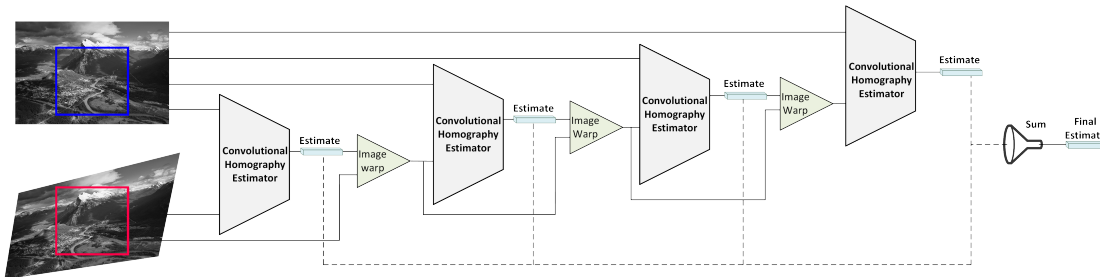 Convolutional
Homography
Estimator
Estimate
Image
warp
Convolutional
Homography
Estimator
Estimate
Image
Warp
Convolutional
Homography
Estimator
Estimate
Image
Warp
Convolutional
Homography
Estimator
Estimate
Sum
Final
Estimat